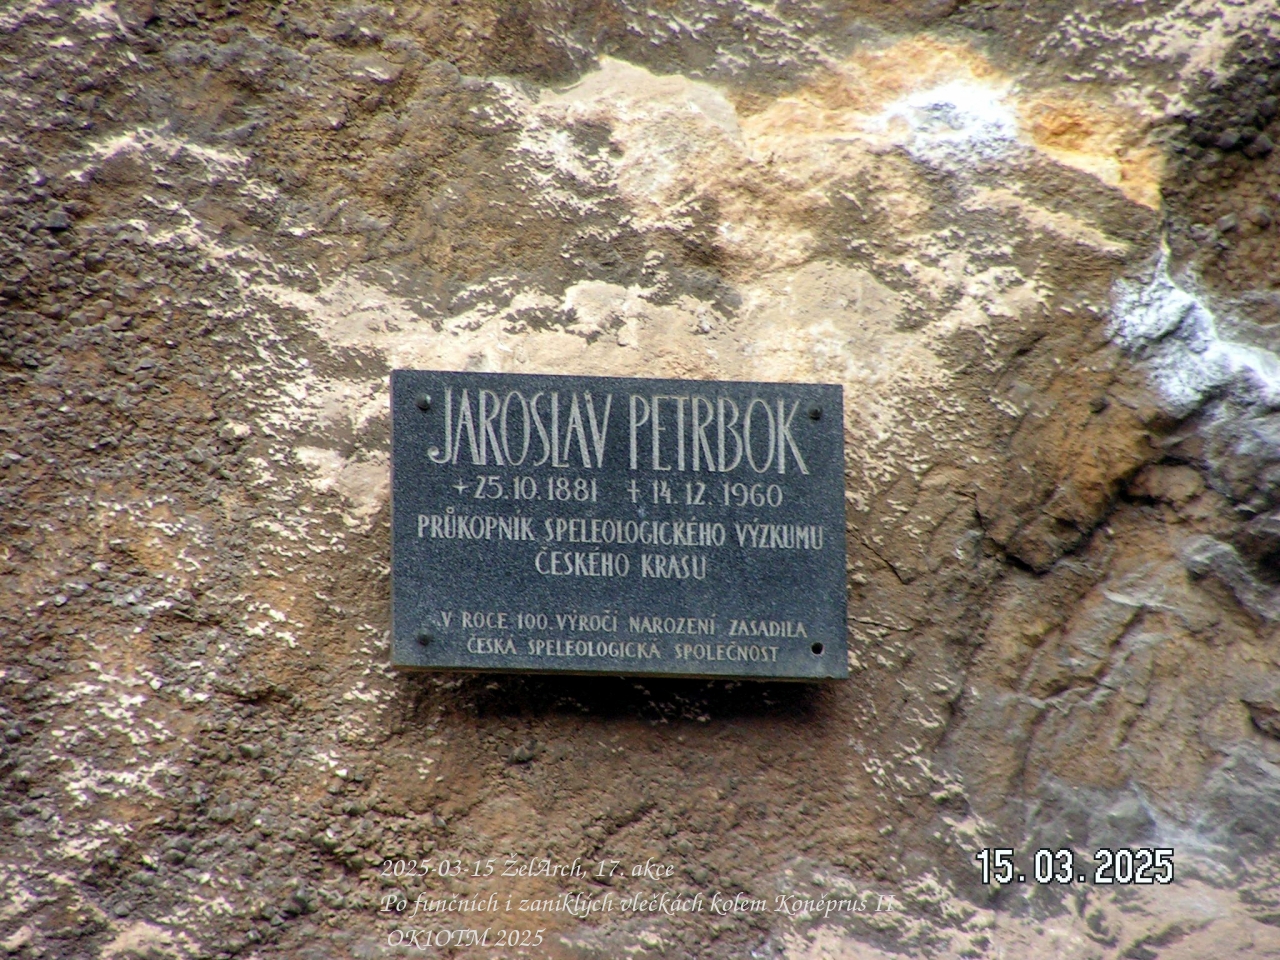 JAROSLAV PETRBOK
+25.10.1881 † 14.12.1960
PRŮKOPNÍK SPELEOLOGICKÉHO VÝZKUMU
ČESKÉHO KRASU
V ROCE 100.VÝROČÍ NAROZENÍ ZASADILA
ČESKÁ SPELEOLOGICKÁ SPOLEČNOST
15.03.2025
2025-03-15 ŽelArch, 17. akce
Po funčních i zaniklých vlečkách kolem Koněprus II
OK1OTM 2025